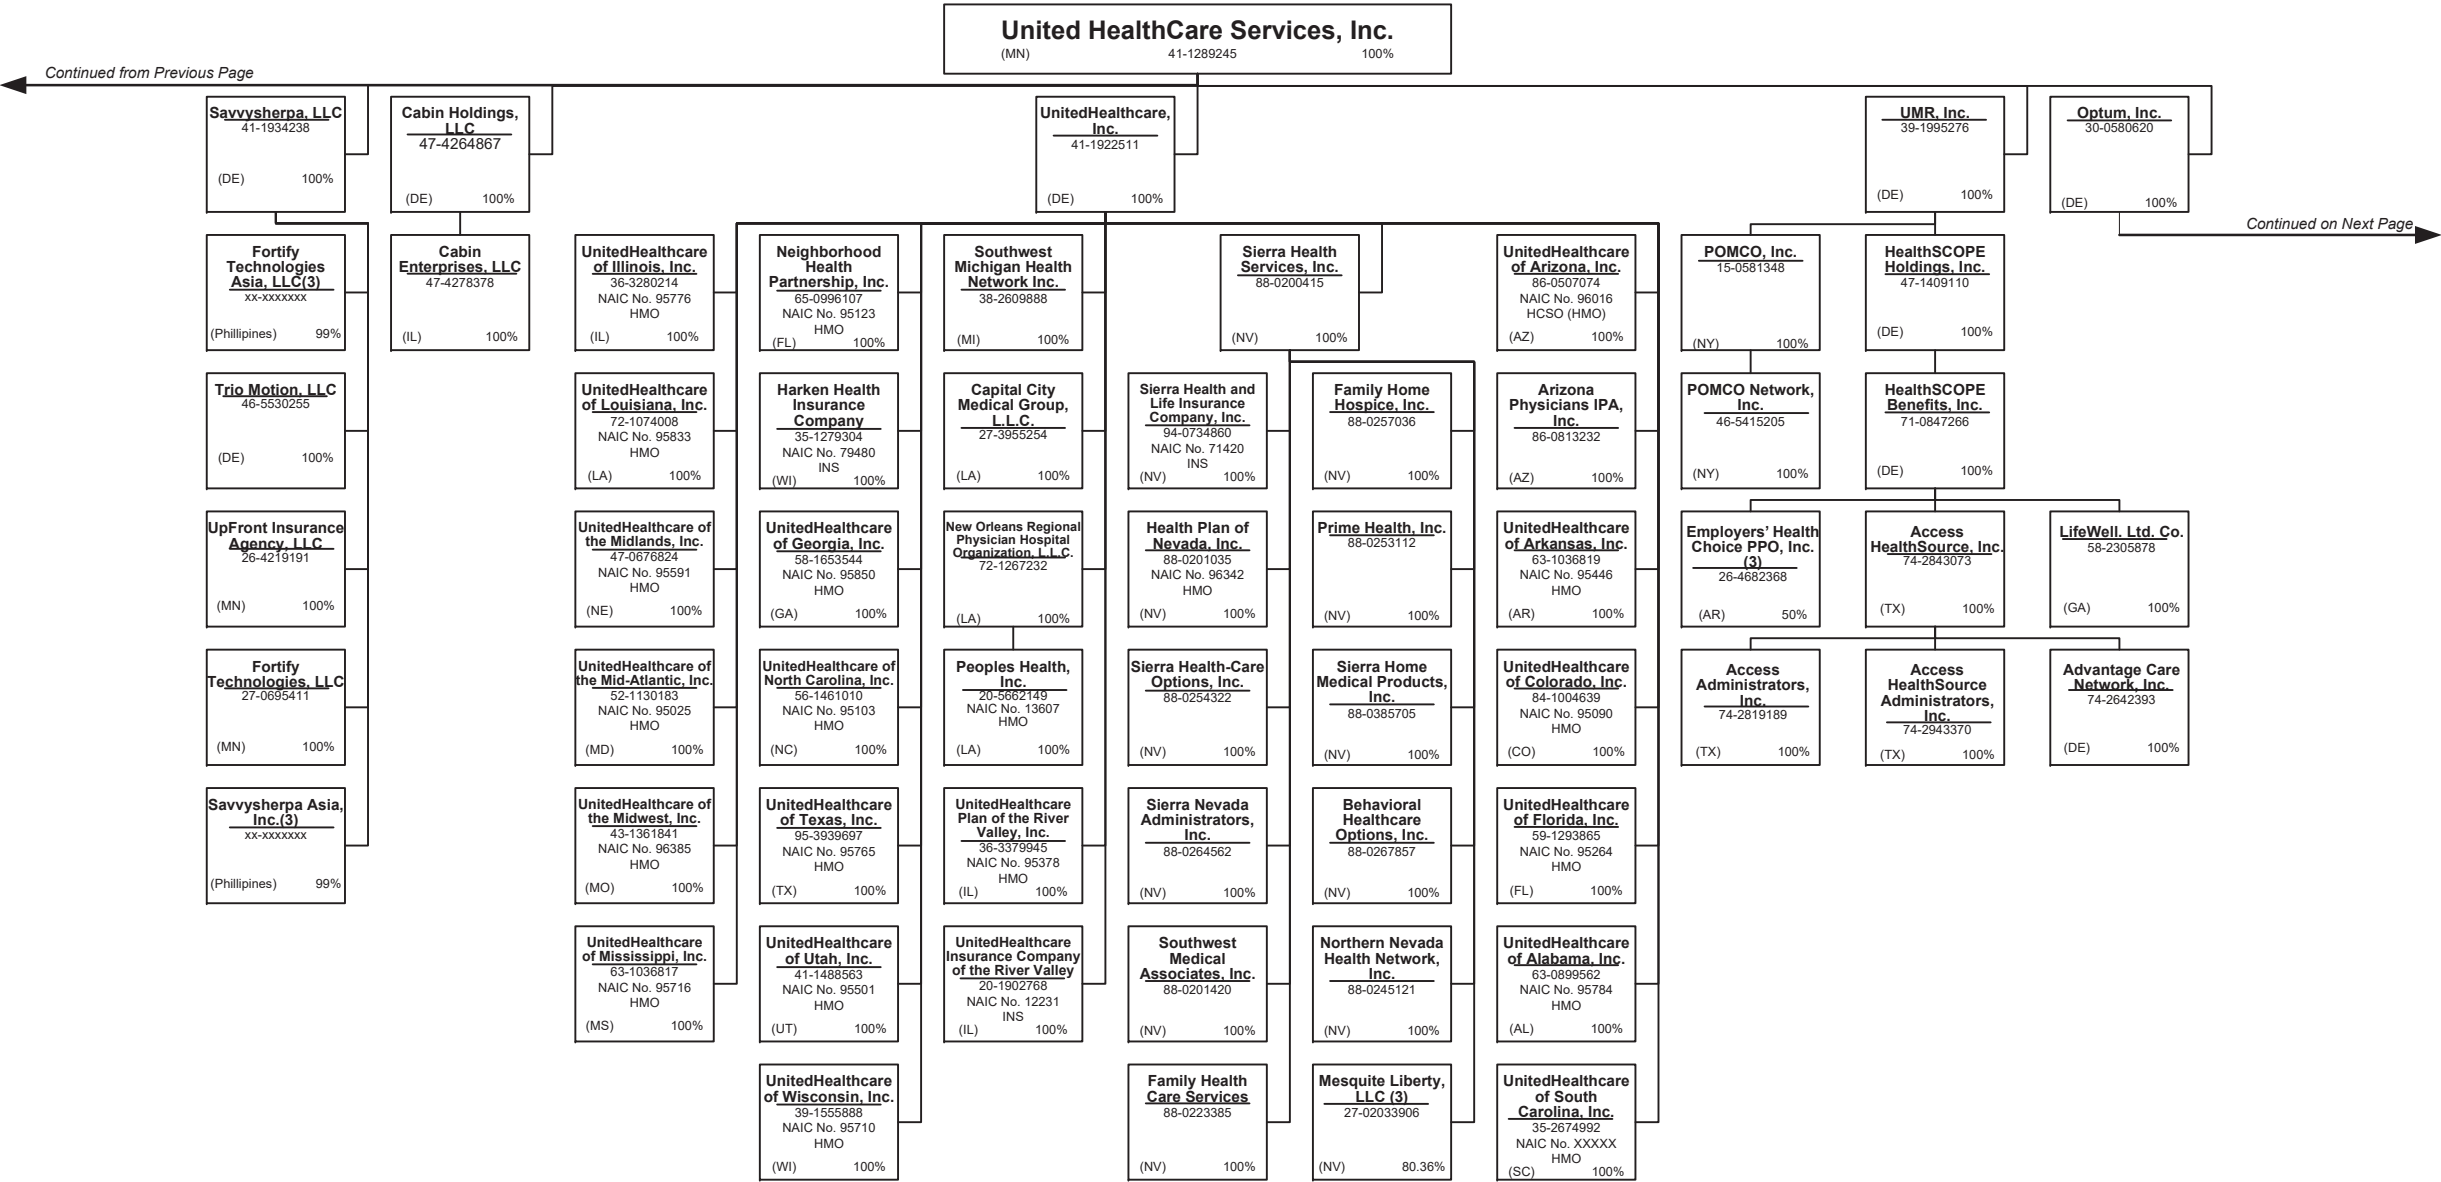 United HealthCare Services, Inc.
(MN) 41-1289245 100%
Continued from Previous Page
Savvysherpa, LLC
41-1934238
(DE) 100%
Cabin Holdings,
LLC
47-4264867
(DE) 100%
UnitedHealthcare,
Inc.
41-1922511
(DE) 100%
UMR, Inc.
39-1995276
(DE) 100%
Optum, Inc.
30-0580620
(DE) 100%
Continued on Next Page
Fortify
Technologies
Asia, LLC(3)
xx-xxxxxxx
(Phillipines) 99%
Cabin
Enterprises, LLC
47-4278378
(IL) 100%
UnitedHealthcare
of Illinois, Inc.
36-3280214
NAIC No. 95776
HMO
(IL) 100%
Neighborhood
Health
Partnership, Inc.
65-0996107
NAIC No. 95123
HMO
(FL) 100%
Southwest
Michigan Health
Network Inc.
38-2609888
(MI) 100%
Sierra Health
Services, Inc.
88-0200415
(NV) 100%
UnitedHealthcare
of Arizona, Inc.
86-0507074
NAIC No. 96016
HCSO (HMO)
(AZ) 100%
POMCO, Inc.
15-0581348
(NY) 100%
HealthSCOPE
Holdings, Inc.
47-1409110
(DE) 100%
Trio Motion, LLC
46-5530255
(DE) 100%
UnitedHealthcare
of Louisiana, Inc.
72-1074008
NAIC No. 95833
HMO
(LA) 100%
Harken Health
Insurance
Company
35-1279304
NAIC No. 79480
INS
(WI) 100%
Capital City
Medical Group,
L.L.C.
27-3955254
(LA) 100%
Sierra Health and
Life Insurance
Company, Inc.
94-0734860
NAIC No. 71420
INS
(NV) 100%
Family Home
Hospice, Inc.
88-0257036
(NV) 100%
Arizona
Physicians IPA,
Inc.
86-0813232
(AZ) 100%
POMCO Network,
Inc.
46-5415205
(NY) 100%
HealthSCOPE
Benefits, Inc.
71-0847266
(DE) 100%
UpFront Insurance
Agency, LLC
26-4219191
(MN) 100%
UnitedHealthcare of
the Midlands, Inc.
47-0676824
NAIC No. 95591
HMO
(NE) 100%
UnitedHealthcare
of Georgia, Inc.
58-1653544
NAIC No. 95850
HMO
(GA) 100%
New Orleans Regional
Physician Hospital
Organization, L.L.C.
72-1267232
(LA) 100%
Health Plan of
Nevada, Inc.
88-0201035
NAIC No. 96342
HMO
(NV) 100%
Prime Health, Inc.
88-0253112
(NV) 100%
UnitedHealthcare
of Arkansas, Inc.
63-1036819
NAIC No. 95446
HMO
(AR) 100%
Employers’ Health
Choice PPO, Inc.
(3)
26-4682368
(AR) 50%
Access
HealthSource, Inc.
74-2843073
(TX) 100%
LifeWell. Ltd. Co.
58-2305878
(GA) 100%
Fortify
Technologies, LLC
27-0695411
(MN) 100%
UnitedHealthcare of
the Mid-Atlantic, Inc.
52-1130183
NAIC No. 95025
HMO
(MD) 100%
UnitedHealthcare of
North Carolina, Inc.
56-1461010
NAIC No. 95103
HMO
(NC) 100%
Peoples Health,
Inc.
20-5662149
NAIC No. 13607
HMO
(LA) 100%
Sierra Health-Care
Options, Inc.
88-0254322
(NV) 100%
Sierra Home
Medical Products,
Inc.
88-0385705
(NV) 100%
UnitedHealthcare
of Colorado, Inc.
84-1004639
NAIC No. 95090
HMO
(CO) 100%
Access
Administrators,
Inc.
74-2819189
(TX) 100%
Access
HealthSource
Administrators,
Inc.
74-2943370
(TX) 100%
Advantage Care
Network, Inc.
74-2642393
(DE) 100%
Savvysherpa Asia,
Inc.(3)
xx-xxxxxxx
(Phillipines) 99%
UnitedHealthcare of
the Midwest, Inc.
43-1361841
NAIC No. 96385
HMO
(MO) 100%
UnitedHealthcare
of Texas, Inc.
95-3939697
NAIC No. 95765
HMO
(TX) 100%
UnitedHealthcare
Plan of the River
Valley, Inc.
36-3379945
NAIC No. 95378
HMO
(IL) 100%
Sierra Nevada
Administrators,
Inc.
88-0264562
(NV) 100%
Behavioral
Healthcare
Options, Inc.
88-0267857
(NV) 100%
UnitedHealthcare
of Florida, Inc.
59-1293865
NAIC No. 95264
HMO
(FL) 100%
UnitedHealthcare
of Mississippi, Inc.
63-1036817
NAIC No. 95716
HMO
(MS) 100%
UnitedHealthcare
of Utah, Inc.
41-1488563
NAIC No. 95501
HMO
(UT) 100%
UnitedHealthcare
Insurance Company
of the River Valley
20-1902768
NAIC No. 12231
INS
(IL) 100%
Southwest
Medical
Associates, Inc.
88-0201420
(NV) 100%
Northern Nevada
Health Network,
Inc.
88-0245121
(NV) 100%
UnitedHealthcare
of Alabama, Inc.
63-0899562
NAIC No. 95784
HMO
(AL) 100%
UnitedHealthcare
of Wisconsin, Inc.
39-1555888
NAIC No. 95710
HMO
(WI) 100%
Family Health
Care Services
88-0223385
(NV) 100%
Mesquite Liberty,
LLC (3)
27-02033906
(NV) 80.36%
UnitedHealthcare
of South
Carolina, Inc.
35-2674992
NAIC No. XXXXX
HMO
(SC) 100%